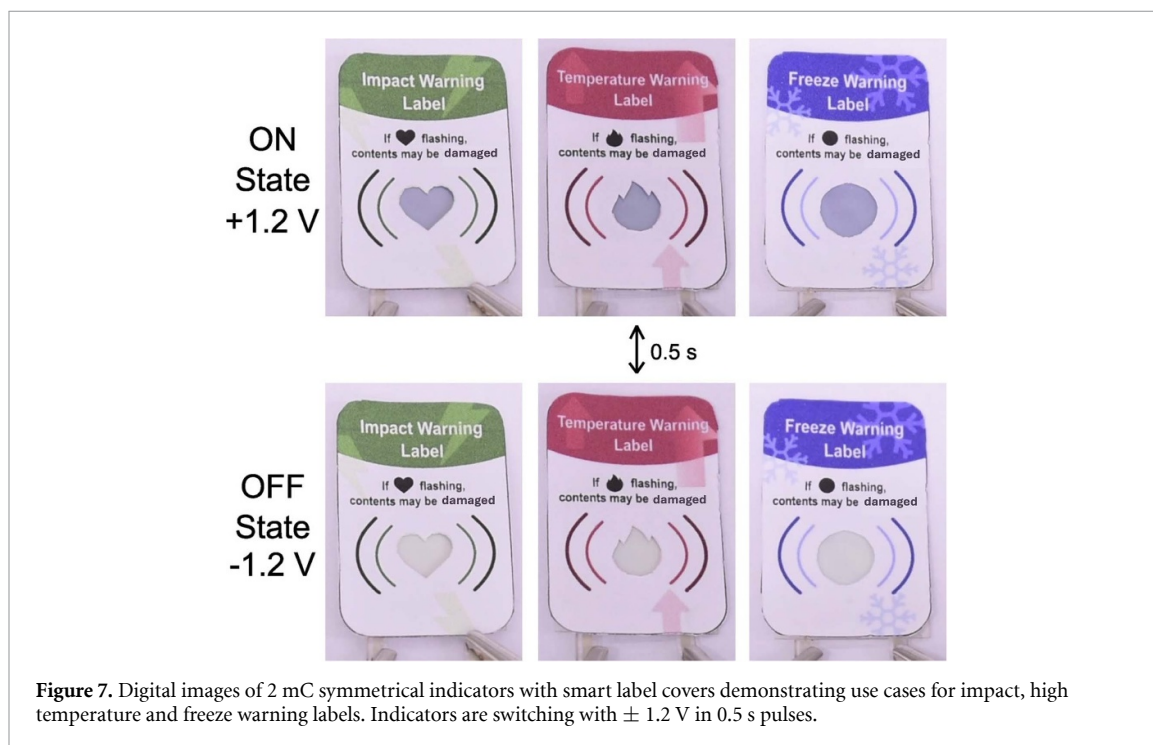 Impact Warning
Label
If flashing,
contents may be damaged
Temperature Warning
Label
If flashing,
contents may be damaged
Freeze Warning
Label
If flashing,
contents may be damaged
ON
State
+1.2 V
0.5 s
Impact Warning
Label
If flashing,
contents may be damaged
Temperature Warning
Label
If flashing,
contents may be damaged
Freeze Warning
Label
If flashing,
contents may be damaged
OFF
State
-1.2 V
Figure 7. Digital images of 2 mC symmetrical indicators with smart label covers demonstrating use cases for impact, high
temperature and freeze warning labels. Indicators are switching with ± 1.2 V in 0.5 s pulses.